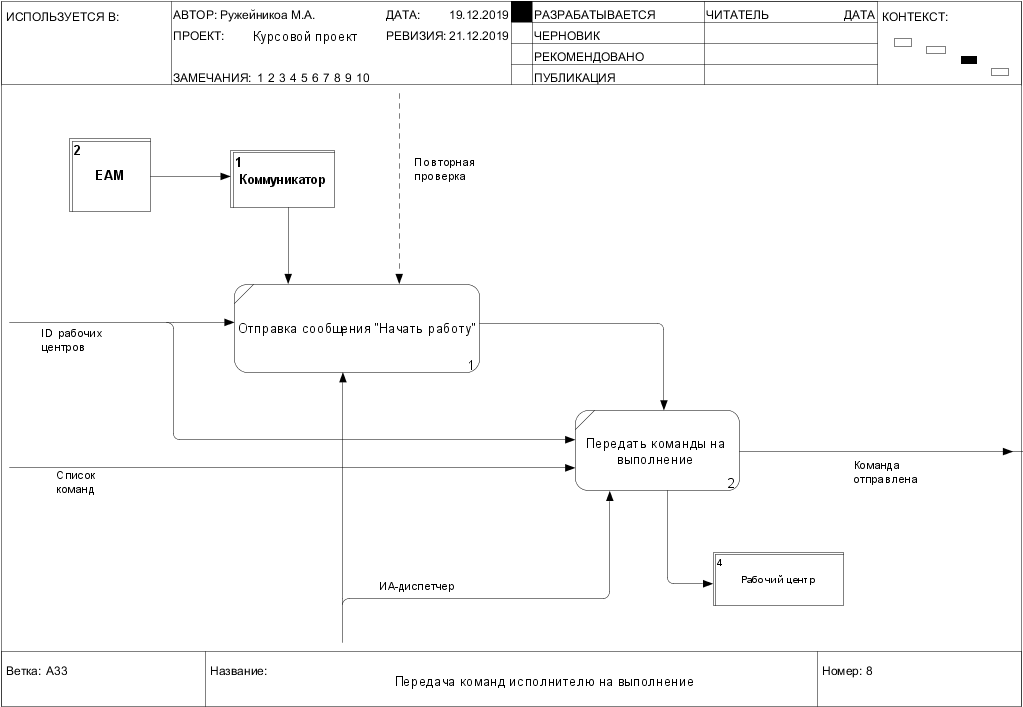 ИСПОЛЬЗУЕТСЯ В:
АВТОР: Ружейникоа М.А.
ДАТА: 19.12.2019
РАЗРАБАТЫВАЕТСЯ
ЧИТАТЕЛЬ
ДАТА
КОНТЕКСТ:
ПРОЕКТ: Курсовой проект
РЕВИЗИЯ: 21.12.2019
ЧЕРНОВИК
РЕКОМЕНДОВАНО
ЗАМЕЧАНИЯ: 1 2 3 4 5 6 7 8 9 10
ПУБЛИКАЦИЯ
2
EAM
1
Коммуникатор
Повторная
проверка
Отправка сообщения "Начать работу"
1
ID рабочих
центров
Передать команды на
выполнение
2
Список
команд
Команда
отправлена
ИА-диспетчер
4
Рабочий центр
Ветка: A33
Название:
Передача команд исполнителю на выполнение
Номер: 8